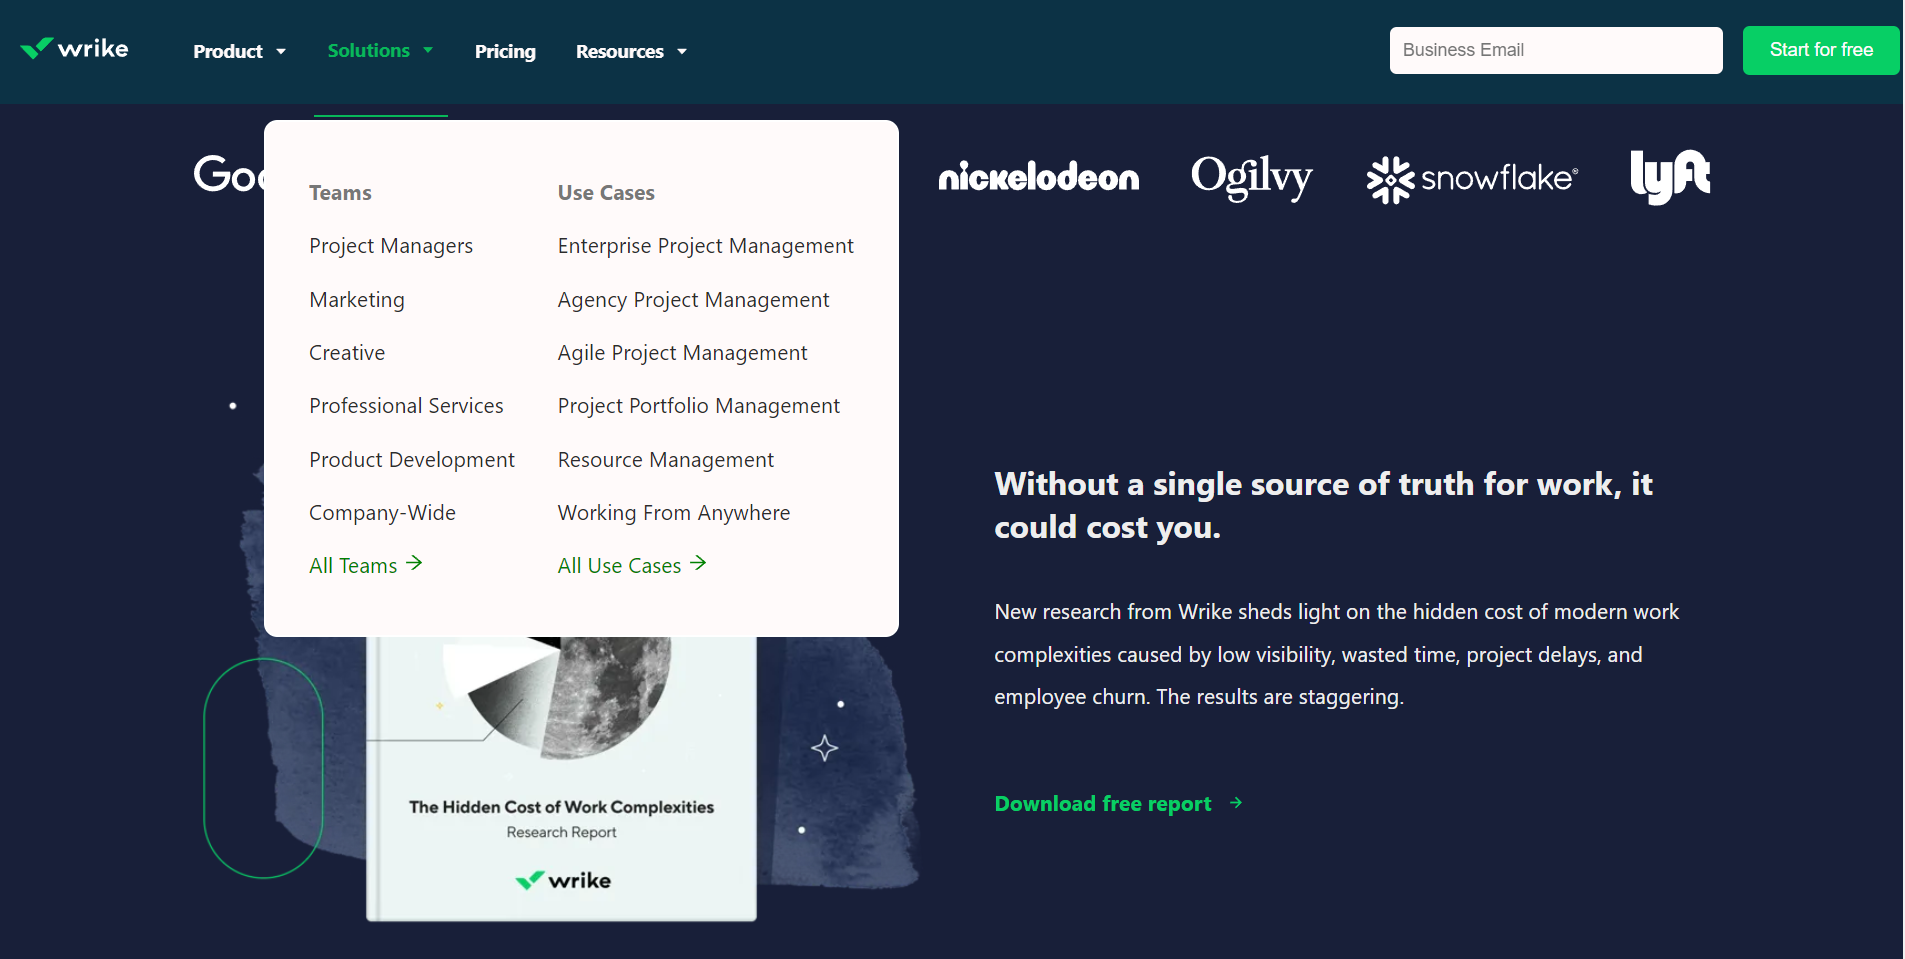 wrike
Product
Solutions
Pricing
Resources
Business Email
Start for free
Teams
Project Managers
Marketing
Creative
Professional Services
Product Development
Company-Wide
All Teams
Use Cases
Enterprise Project Management
Agency Project Management
Agile Project Management
Project Portfolio Management
Resource Management
Working From Anywhere
All Use Cases
nickelodeon
Ogilvy
snowflake®
lyft
The Hidden Cost of Work Complexities
Research Report
wrike
Without a single source of truth for work, it
could cost you.
New research from Wrike sheds light on the hidden cost of modern work
complexities caused by low visibility, wasted time, project delays, and
employee churn. The results are staggering.
Download free report